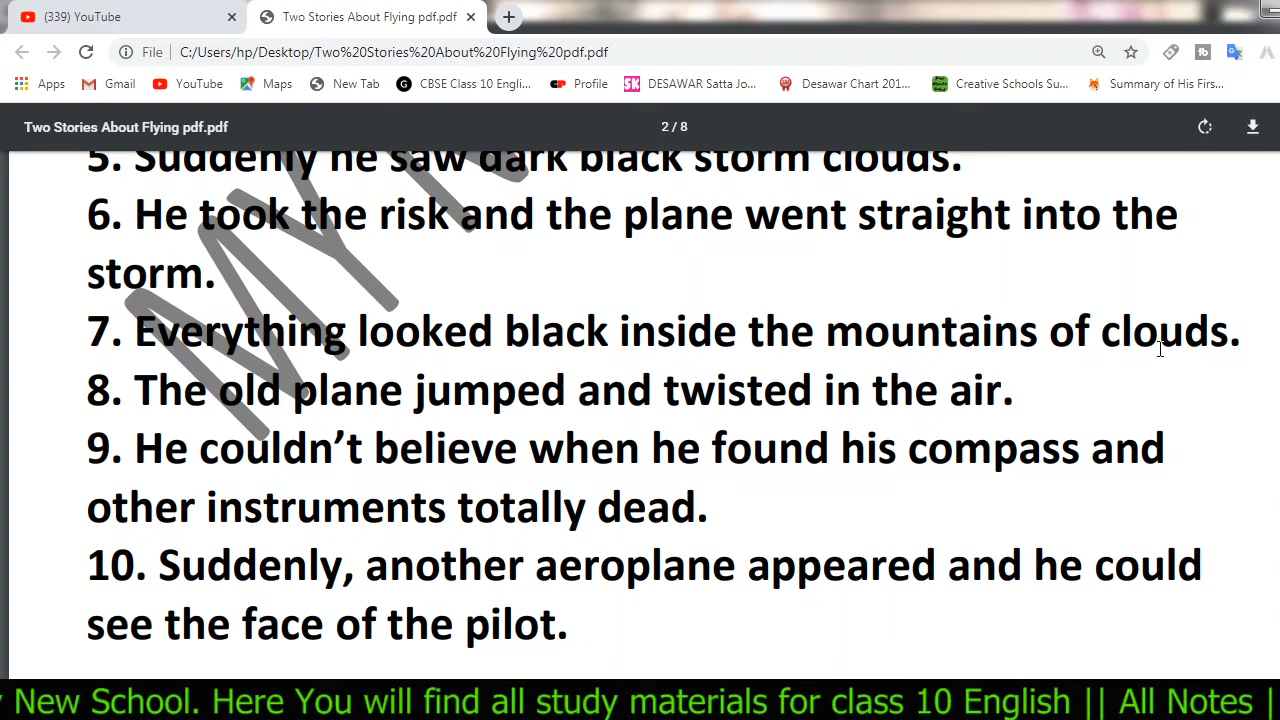 (339) YouTube
Two Stories About Flying pdf.pdf
File | C:/Users/hp/Desktop/Two%20Stories%20About%20Flying%20pdf.pdf
Apps Gmail YouTube Maps New Tab CBSE Class 10 Engli... Profile DESAWAR Satta Jo... Desawar Chart 201... Creative Schools Su... Summary of His Firs...
Two Stories About Flying pdf.pdf 2 / 8
5. Suddenly he saw dark black storm clouds.
6. He took the risk and the plane went straight into the
storm.
7. Everything looked black inside the mountains of clouds.
8. The old plane jumped and twisted in the air.
9. He couldn’t believe when he found his compass and
other instruments totally dead.
10. Suddenly, another aeroplane appeared and he could
see the face of the pilot.
MY
New School. Here You will find all study materials for class 10 English || All Notes |